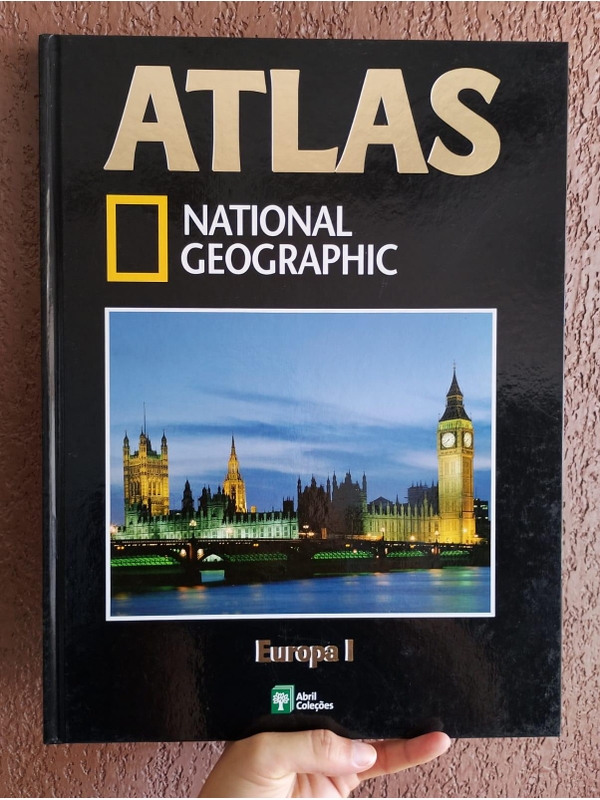 ATLAS
NATIONAL
GEOGRAPHIC
Europa I
Abril
Coleções